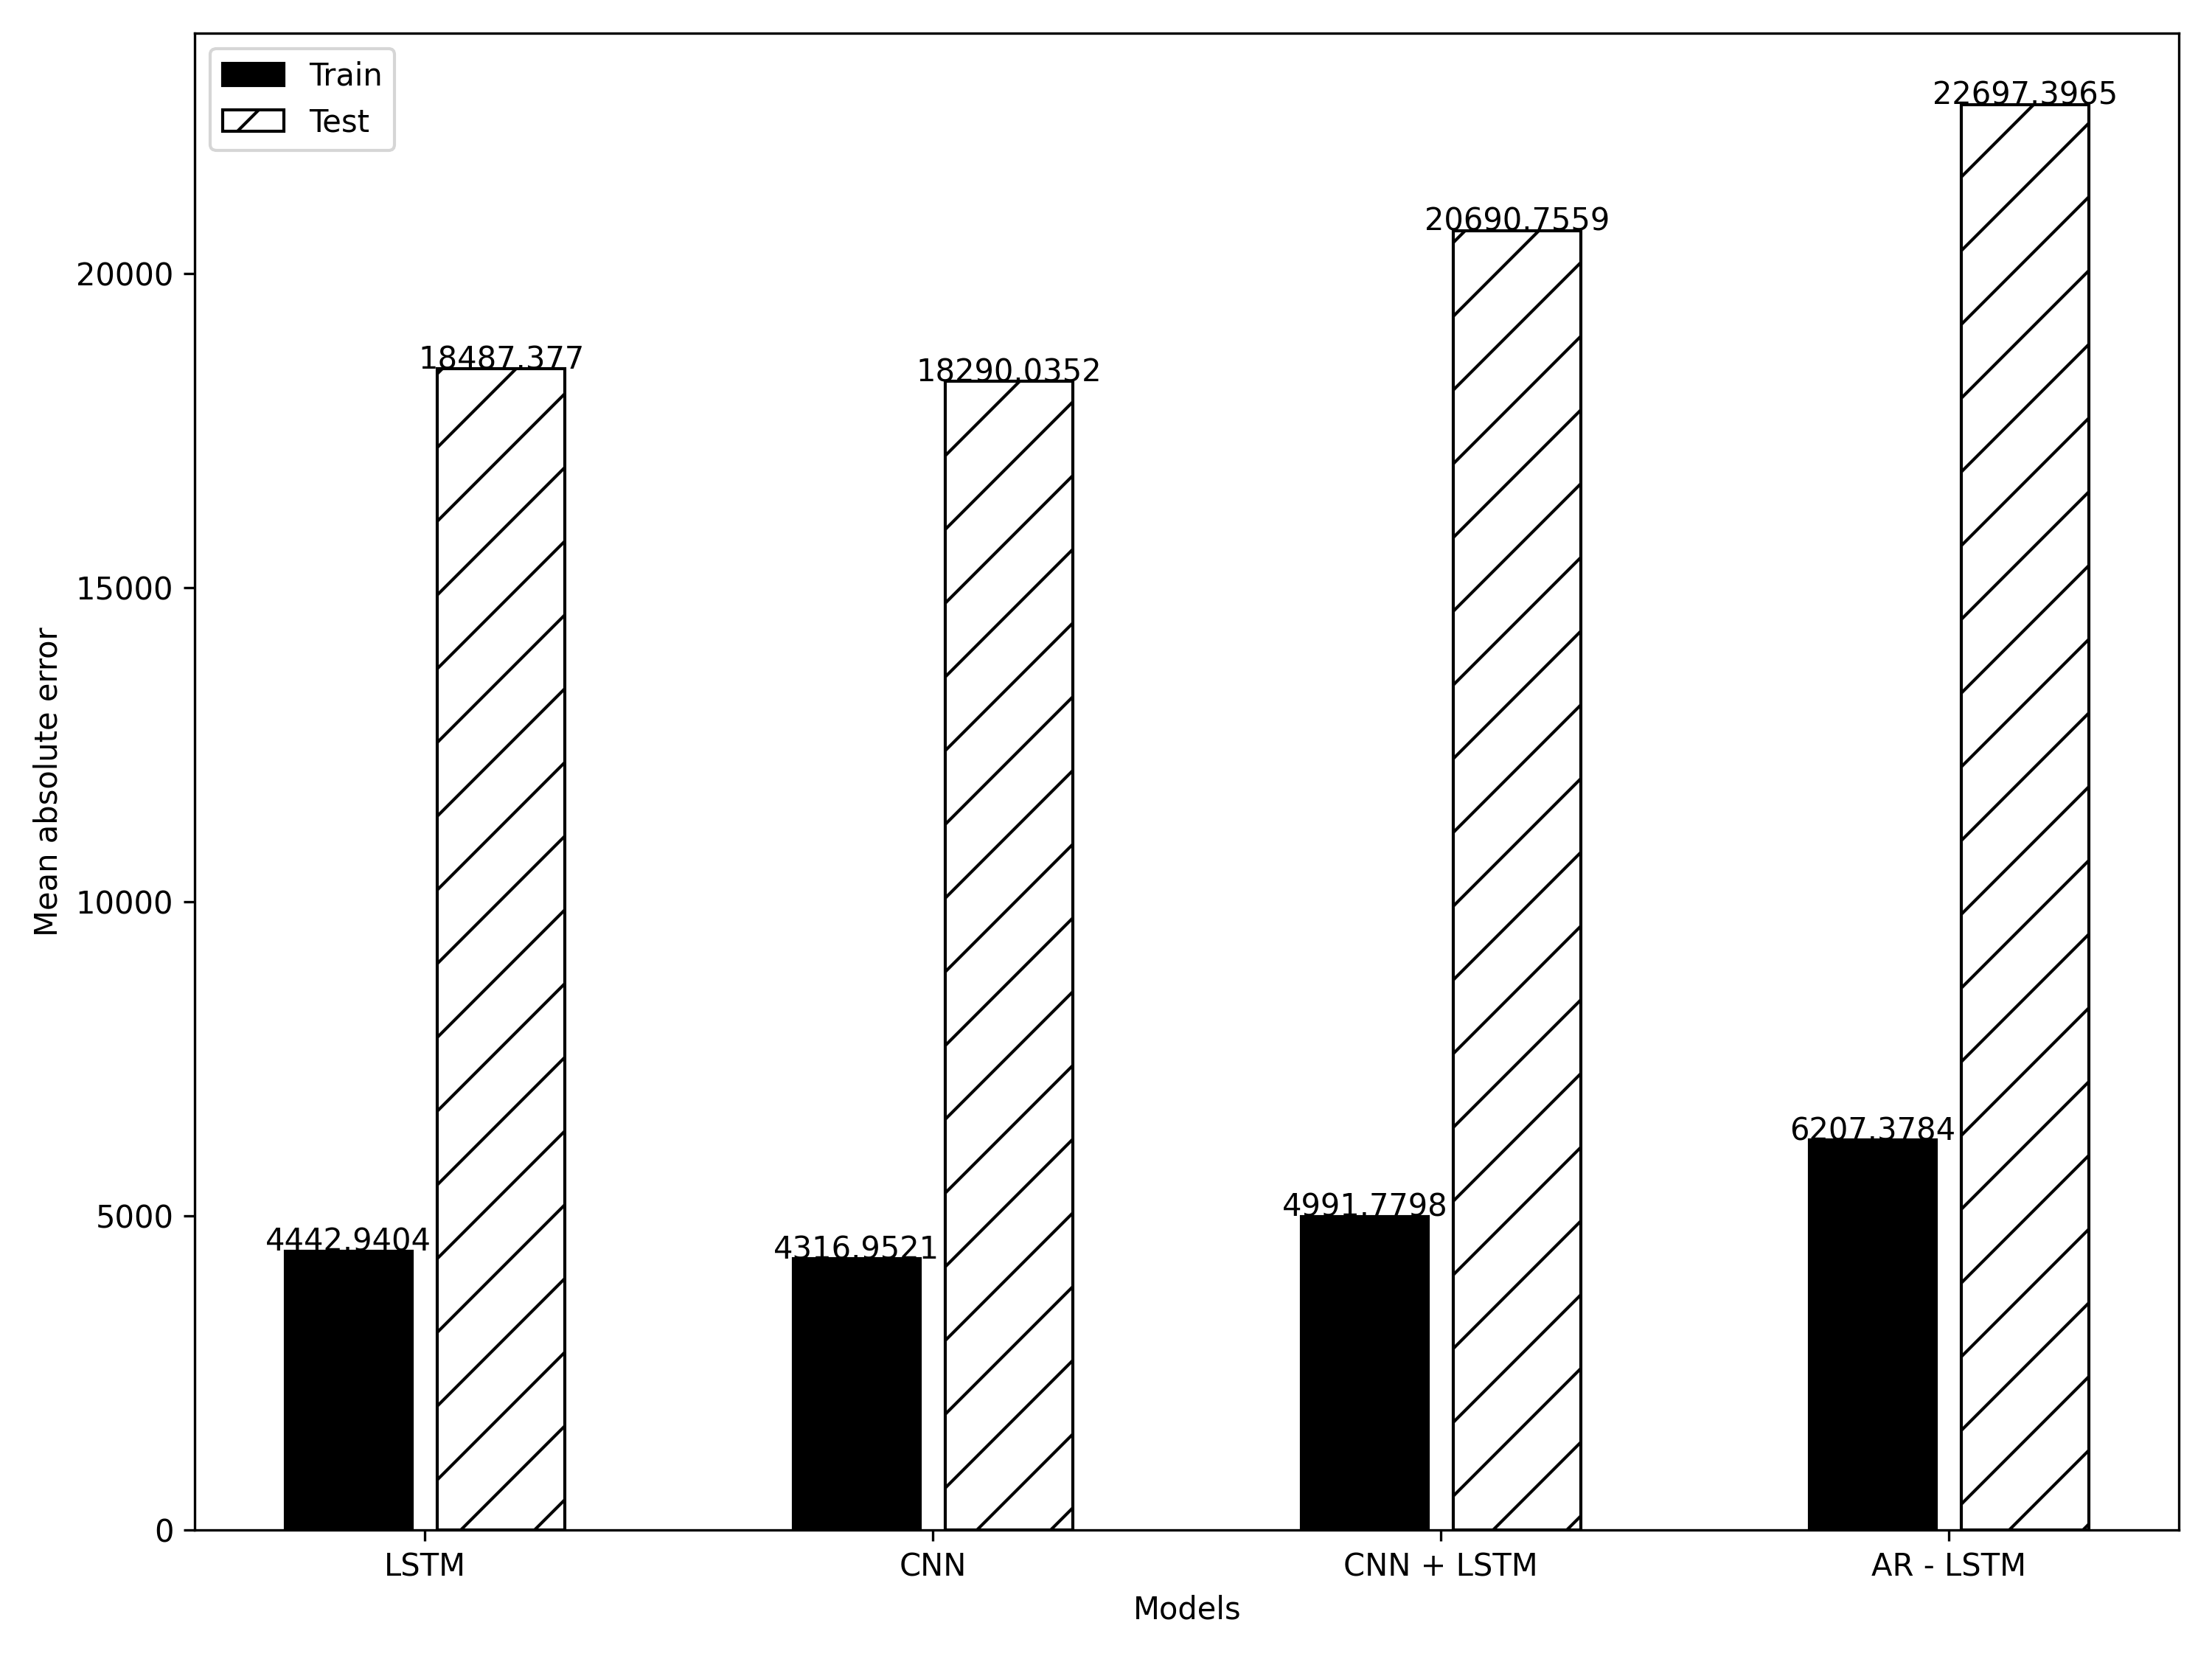 Train
Test
22697.3965
20690.7559
18487.377
18290.0352
6207.3784
4991.7798
4442.9404
4316.9521
20000
15000
10000
5000
0
Mean absolute error
LSTM
CNN
CNN + LSTM
AR - LSTM
Models